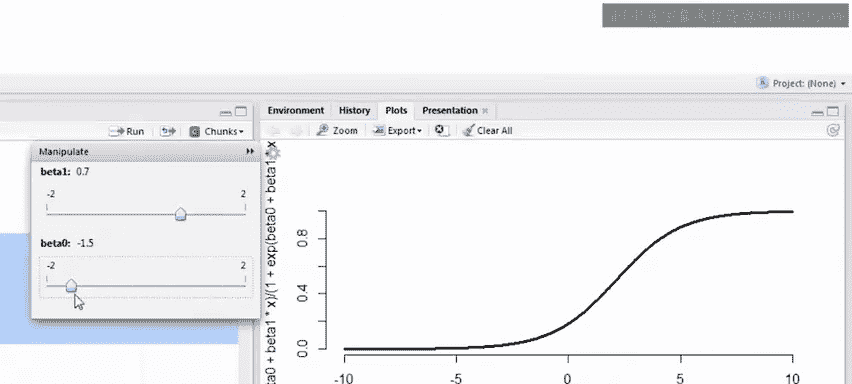 Project: (None)
Environment History Plots Presentation
Run Chunks
Zoom Export Clear All
Manipulate
beta1: 0.7
-2 2
beta0: -1.5
-2 2
ta0 + beta1 * x)/(1 + exp(beta0 + beta1 * x
0.8
0.4
0.0
-10 -5 0 5 10